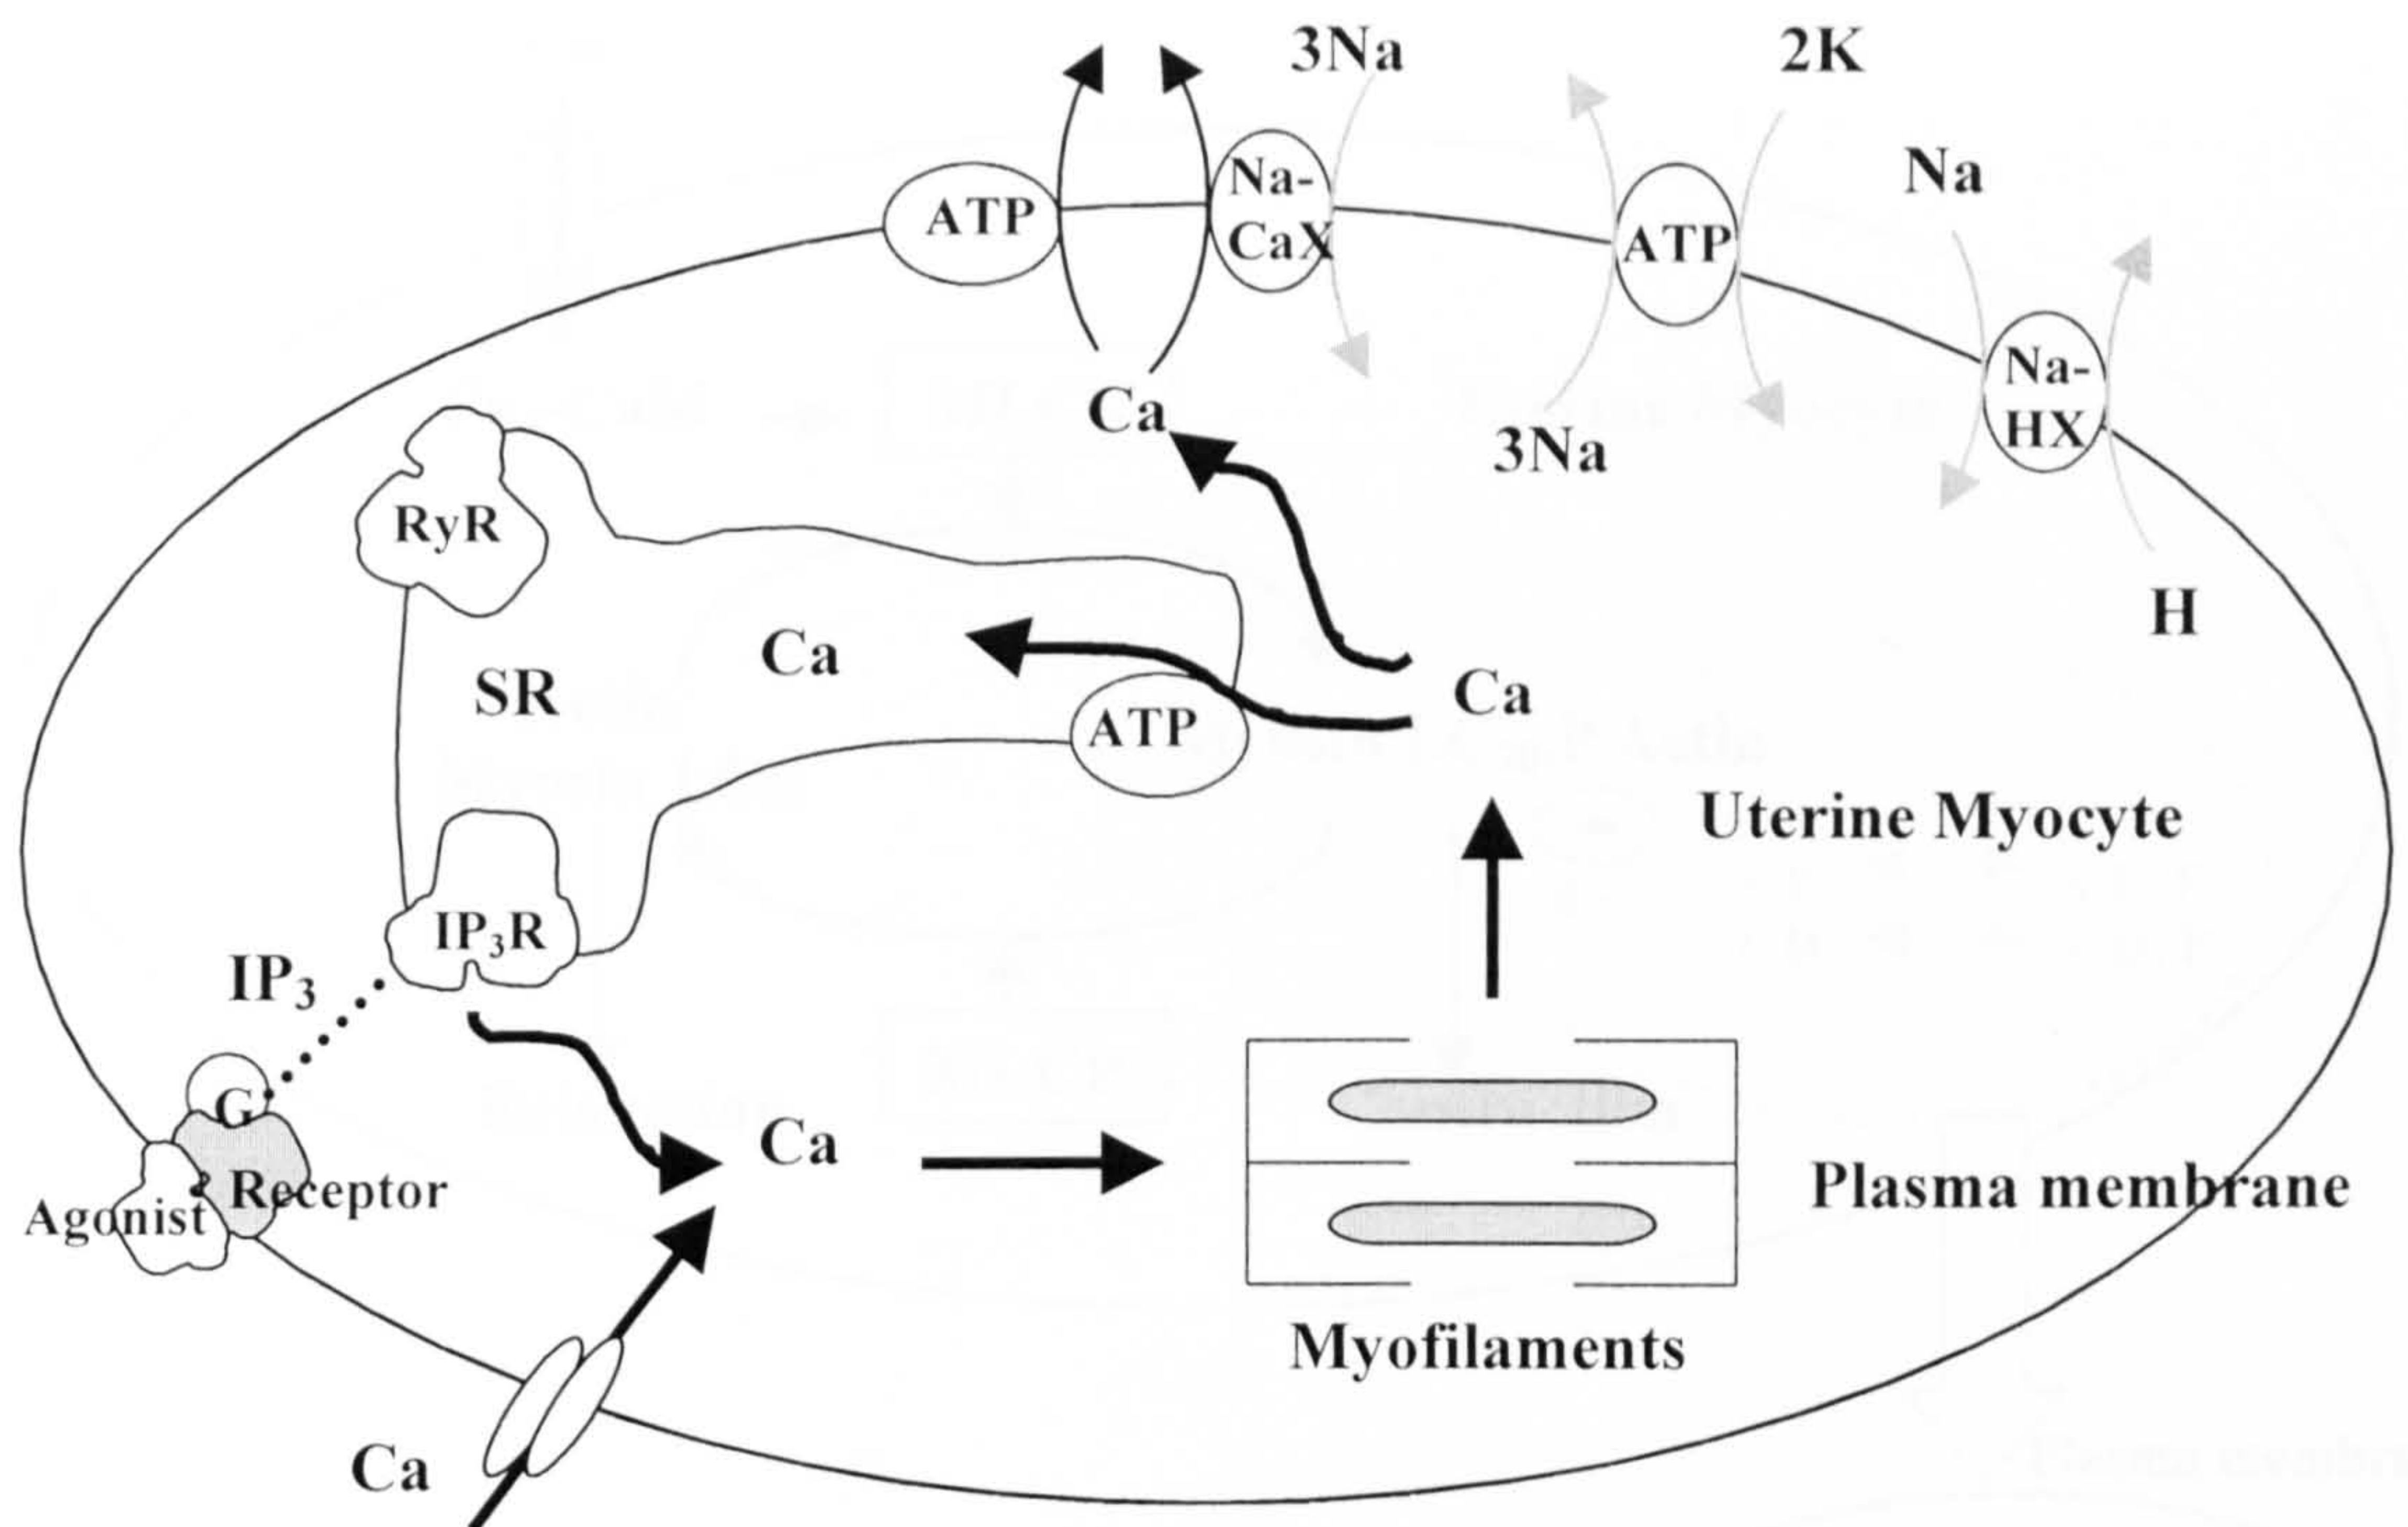 3Na
2K
Na
ATP
Na-
CaX
ATP
Na-
HX
Ca
3Na
RyR
H
Ca
SR
Ca
ATP
Uterine Myocyte
IP₃R
IP₃
G
Ca
Receptor
Agonist
Plasma membrane
Myofilaments
Ca